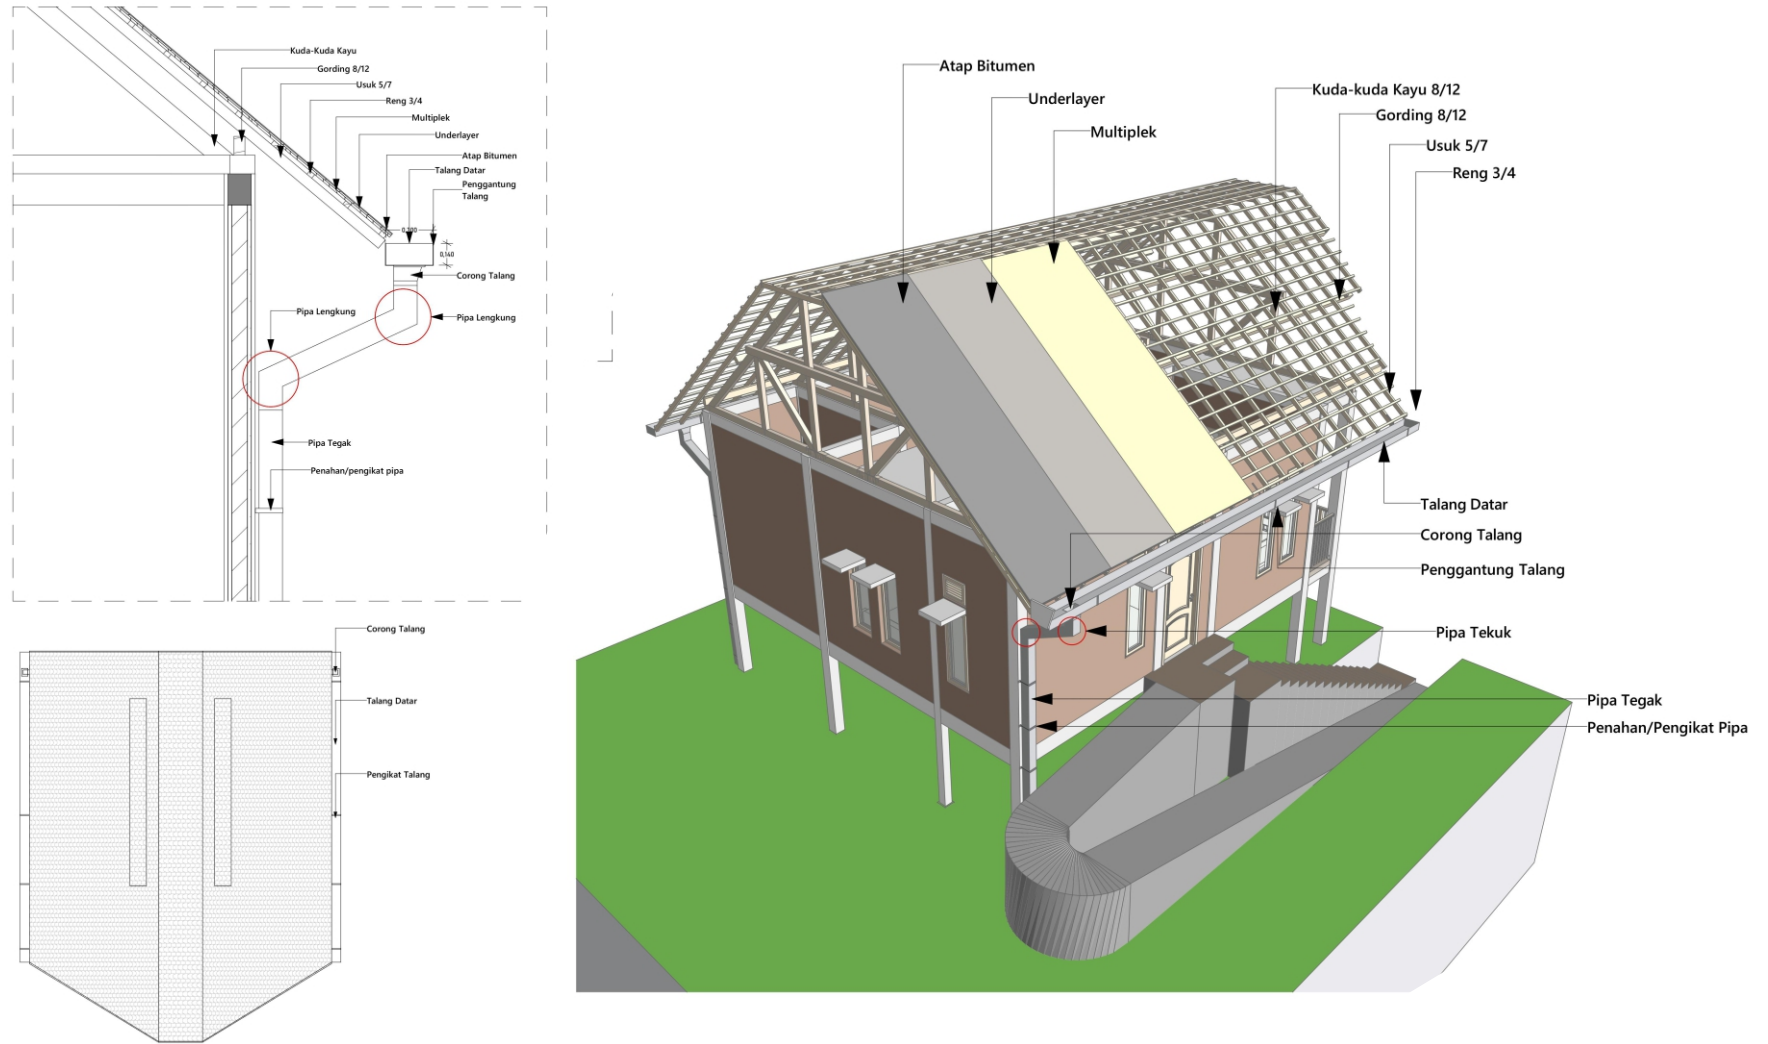 Kuda-Kuda Kayu
Gording 8/12
Usuk 5/7
Reng 3/4
Multiplek
Underlayer
Atap Bitumen
Talang Datar
Penggantung
Talang
0,140
Corong Talang
Pipa Lengkung
Pipa Lengkung
Pipa Tegak
Penahan/pengikat pipa
Corong Talang
Talang Datar
Pengikat Talang
Atap Bitumen
Underlayer
Multiplek
Kuda-kuda Kayu 8/12
Gording 8/12
Usuk 5/7
Reng 3/4
Talang Datar
Corong Talang
Penggantung Talang
Pipa Tekuk
Pipa Tegak
Penahan/Pengikat Pipa